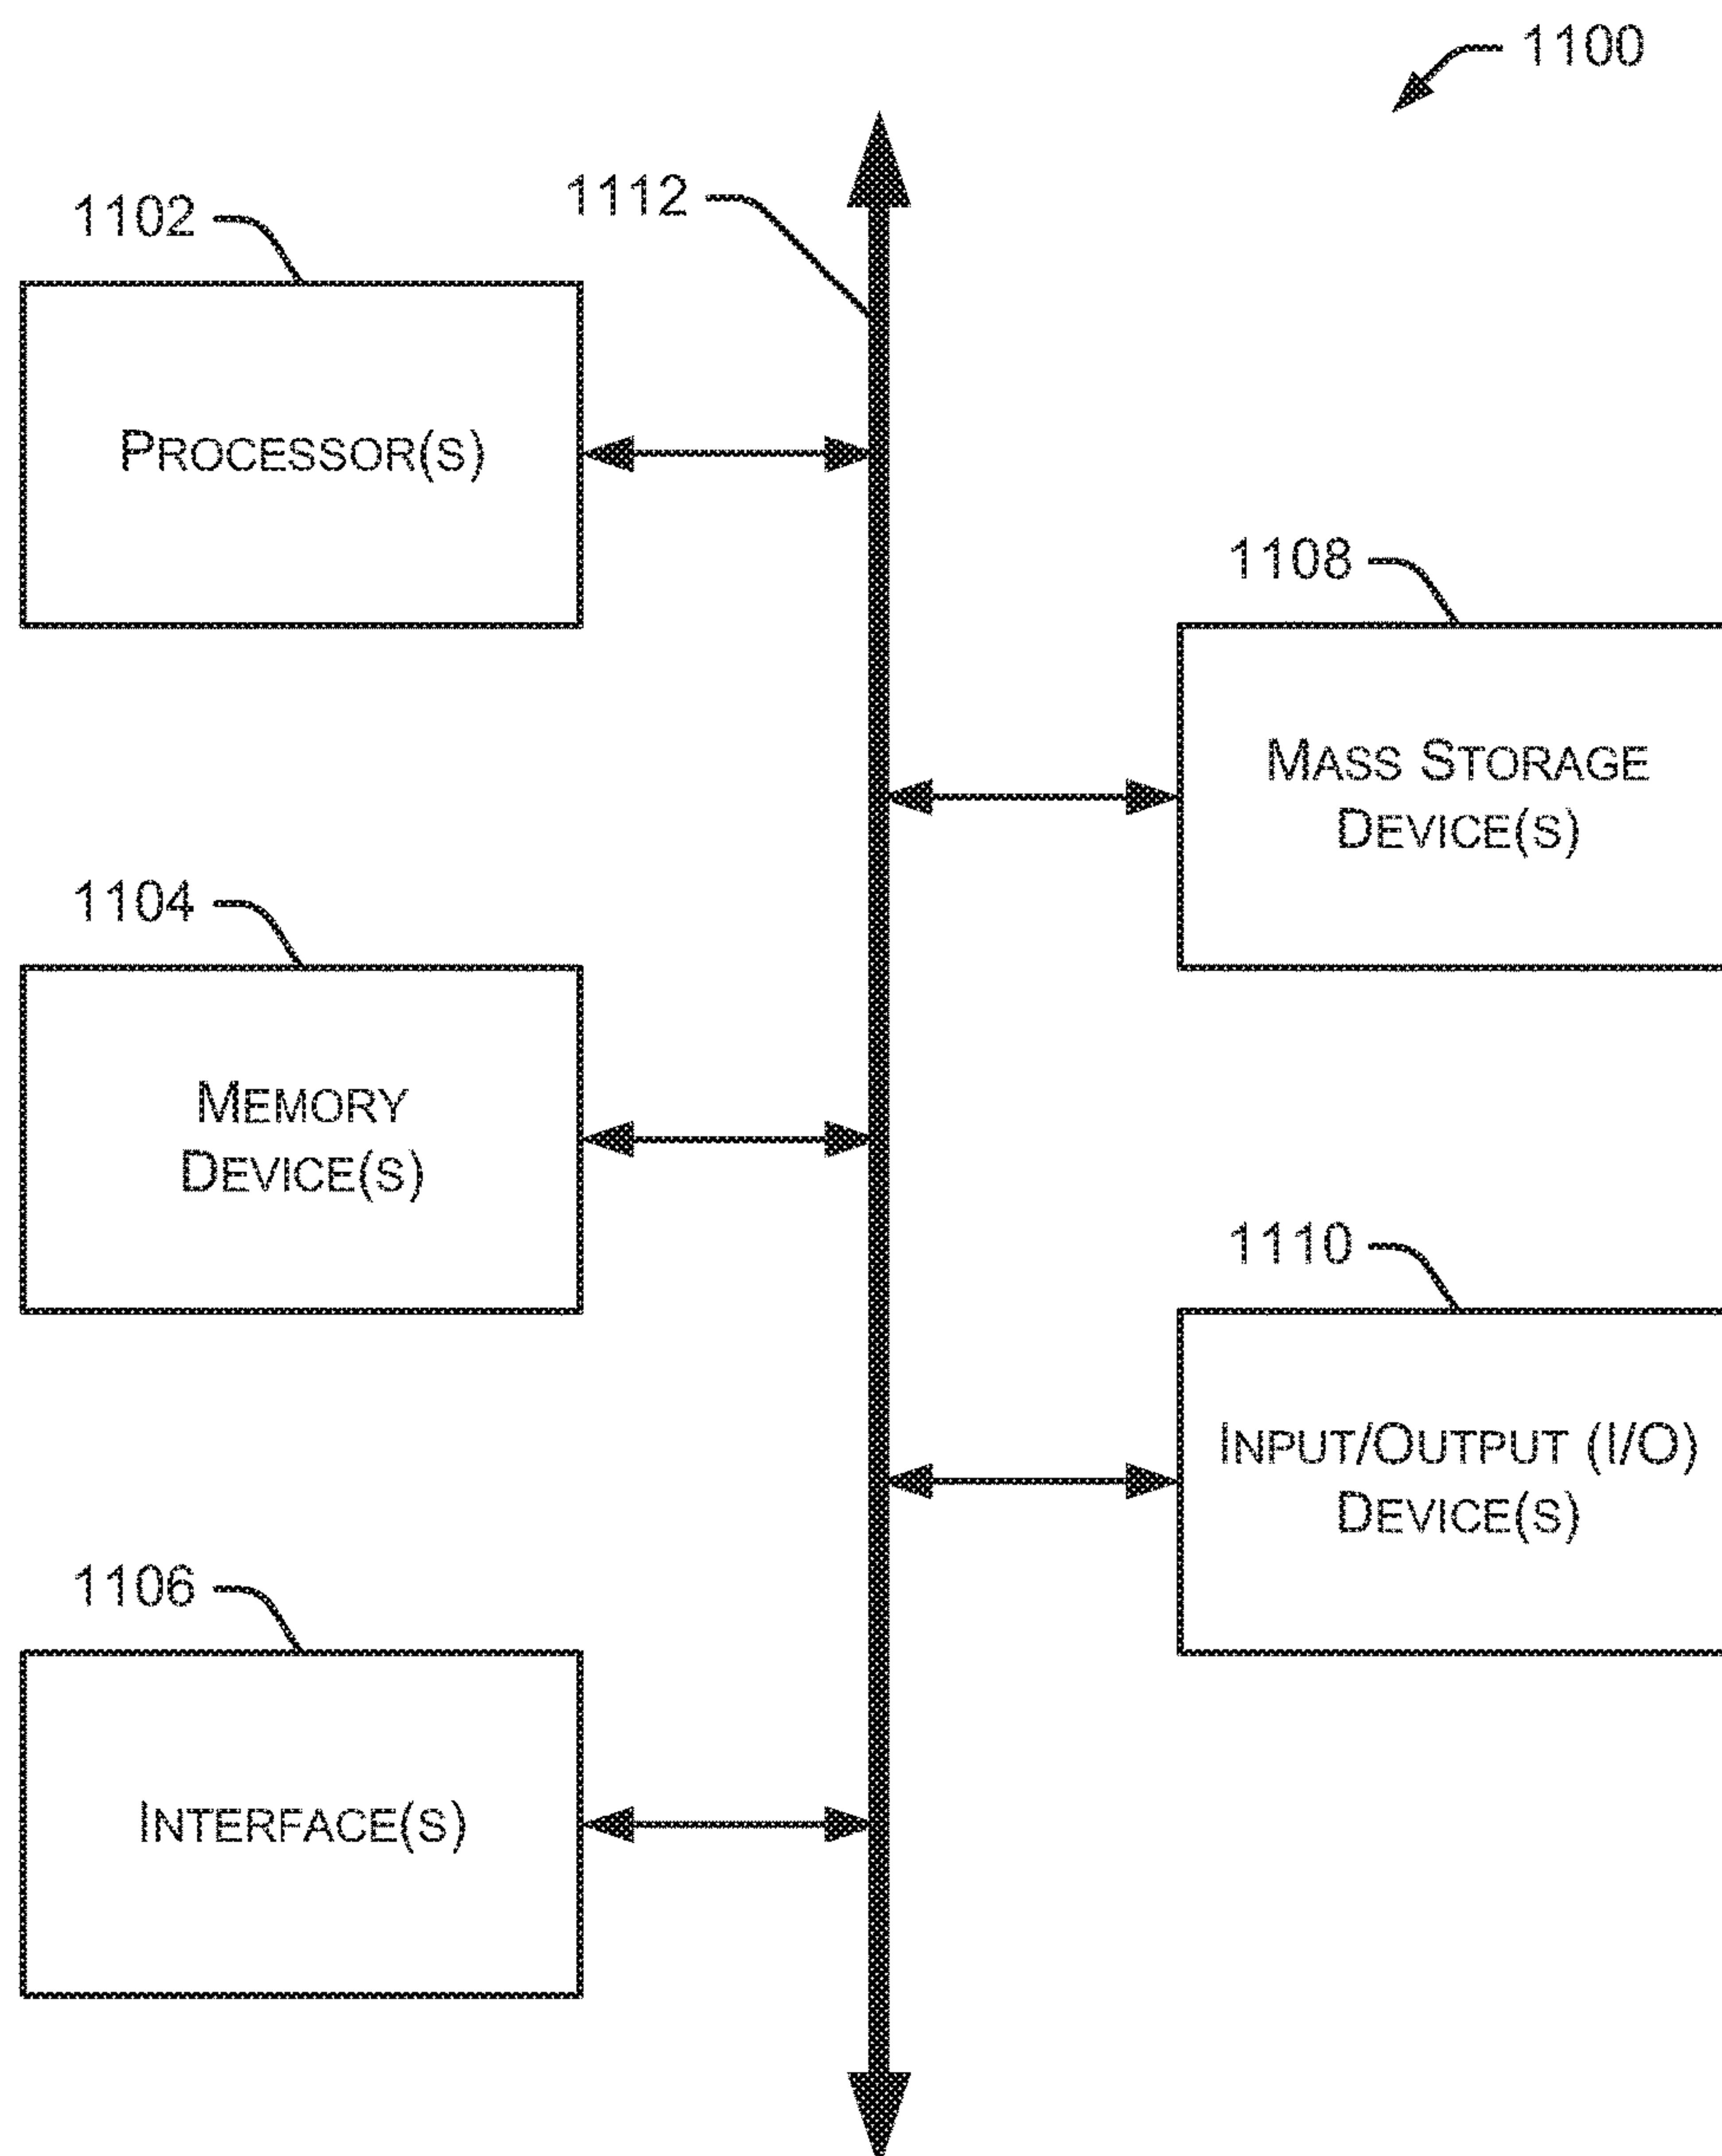 1100
1102
1112
PROCESSOR(S)
1108
MASS STORAGE
DEVICE(S)
1104
MEMORY
DEVICE(S)
1110
INPUT/OUTPUT (I/O)
DEVICE(S)
1106
INTERFACE(S)